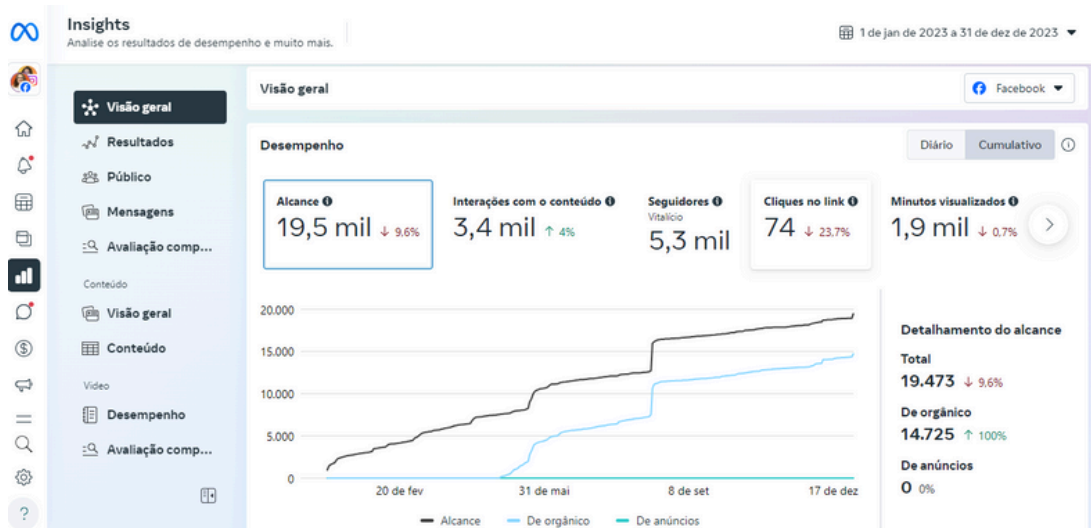 Insights
Analise os resultados de desempenho e muito mais.
1 de jan de 2023 a 31 de dez de 2023
Visão geral
Resultados
Público
Mensagens
Avaliação comp...
Conteúdo
Visão geral
Conteúdo
Vídeo
Desempenho
Avaliação comp...
Visão geral
Facebook
Desempenho
Diário
Cumulativo
Alcance
19,5 mil ↓ 9,6%
Interações com o conteúdo
3,4 mil ↑ 4%
Seguidores
Vitalício
5,3 mil
Cliques no link
74 ↓ 23,7%
Minutos visualizados
1,9 mil ↓ 0,7%
20.000
15.000
10.000
5.000
0
20 de fev
31 de mai
8 de set
17 de dez
Alcance
De orgânico
De anúncios
Detalhamento do alcance
Total
19.473 ↓ 9,6%
De orgânico
14.725 ↑ 100%
De anúncios
0 0%